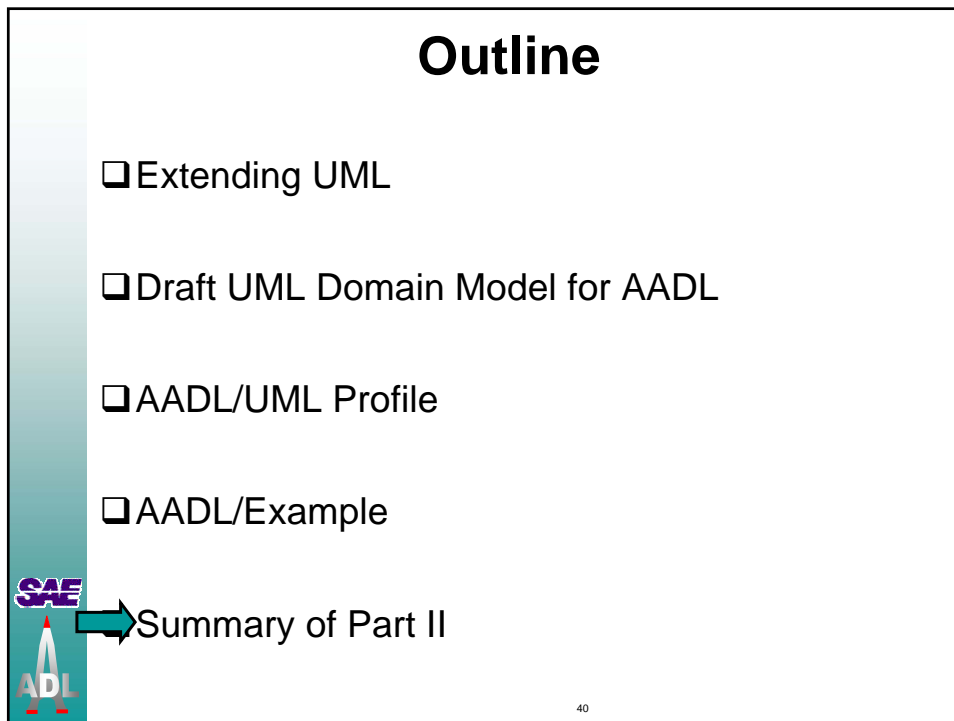 Outline
❑Extending UML
❑Draft UML Domain Model for AADL
❑AADL/UML Profile
❑AADL/Example
❑Summary of Part II
SAE
ADL
40